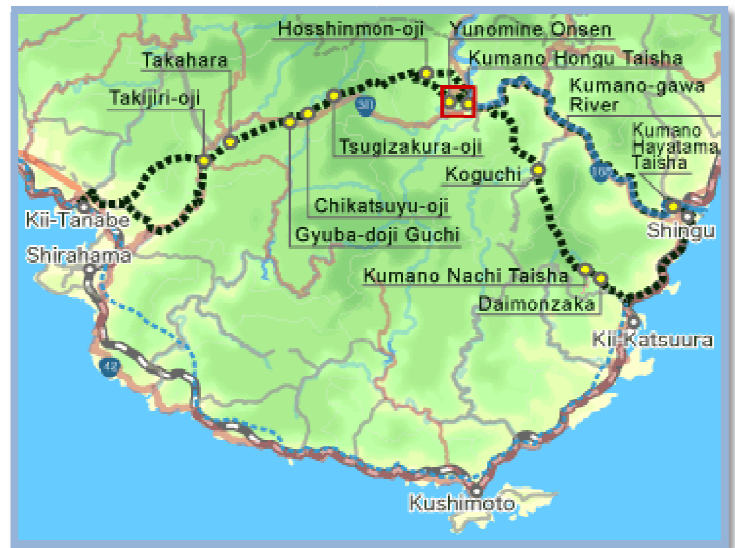 Hosshinmon-oji
Yunomine Onsen
Takahara
Kumano Hongu Taisha
Takijiri-oji
Kumano-gawa
River
311
Kumano
Hayatama
Taisha
Tsugizakura-oji
Koguchi
168
Chikatsuyu-oji
Kii-Tanabe
Gyuba-doji Guchi
Shingu
Shirahama
Kumano Nachi Taisha
Daimonzaka
Kii-Katsuura
42
Kushimoto